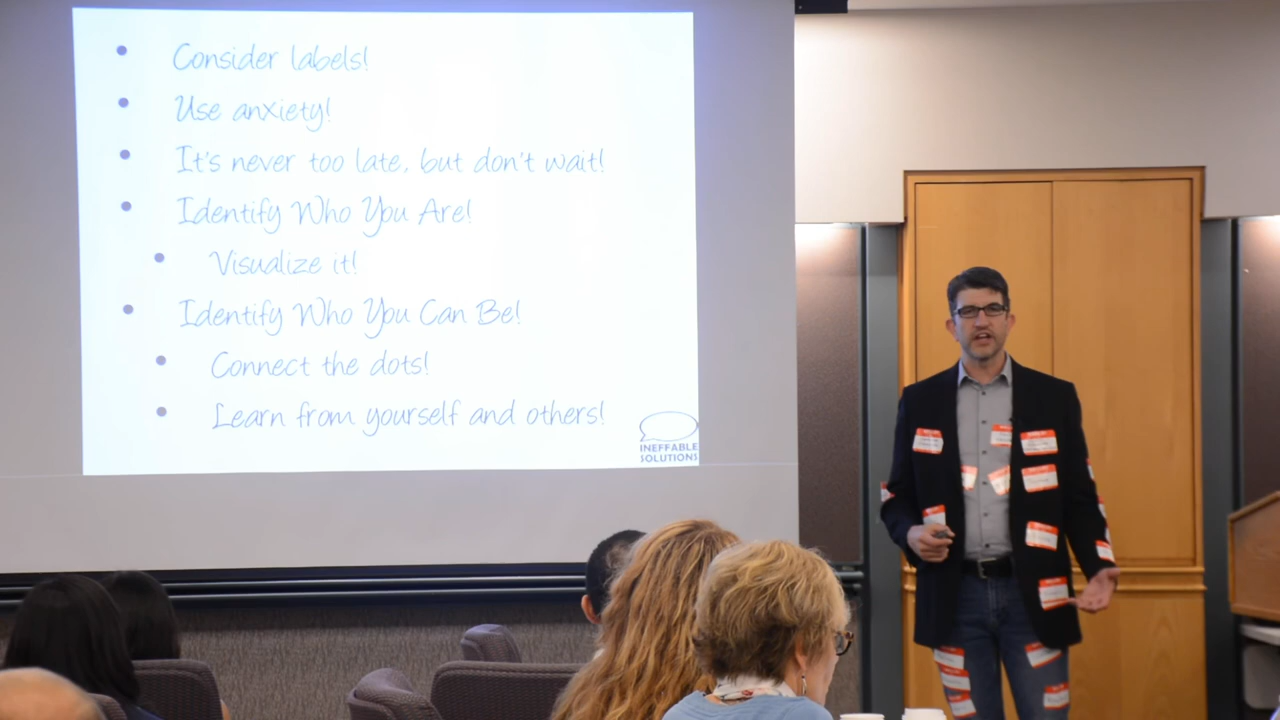 Consider labels!
Use anxiety!
It's never too late, but don't wait!
Identify Who You Are!
Visualize it!
Identify Who You Can Be!
Connect the dots!
Learn from yourself and others!
INEFFABLE
SOLUTIONS